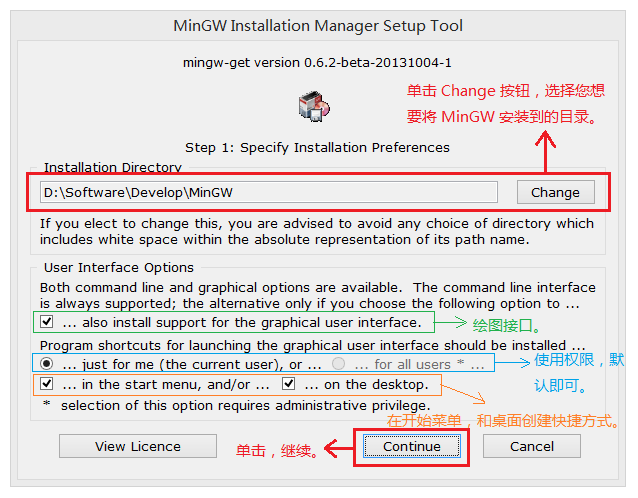 MinGW Installation Manager Setup Tool
mingw-get version 0.6.2-beta-20131004-1
单击 Change 按钮，选择您想
要将 MinGW 安装到的目录。
Step 1: Specify Installation Preferences
Installation Directory
D:\Software\Develop\MinGW
Change
If you elect to change this, you are advised to avoid any choice of directory which
includes white space within the absolute representation of its path name.
User Interface Options
Both command line and graphical options are available.  The command line interface
is always supported; the alternative only if you choose the following option to ...
... also install support for the graphical user interface.
绘图接口。
Program shortcuts for launching the graphical user interface should be installed ...
... just for me (the current user), or ...
... for all users * ...
使用权限，默
认即可。
... in the start menu, and/or ...
... on the desktop.
* selection of this option requires administrative privilege.
在开始菜单，和桌面创建快捷方式。
View Licence
单击，继续。
Continue
Cancel